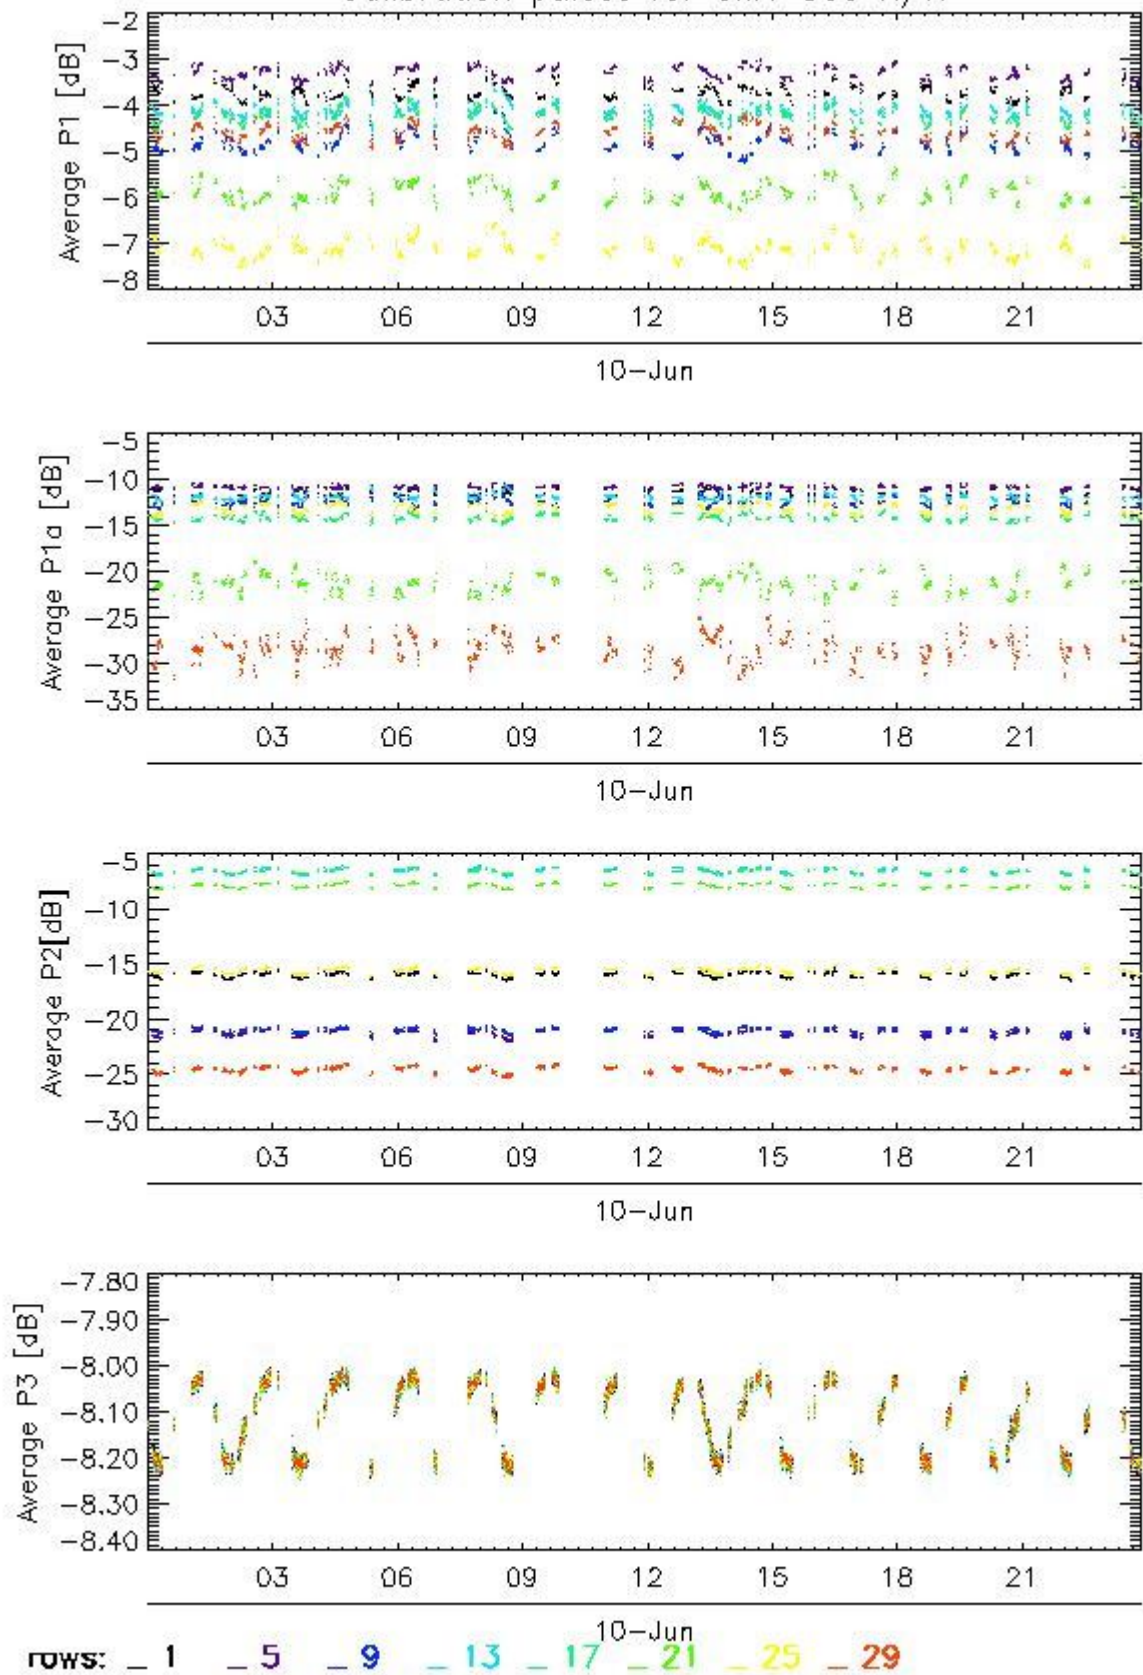 -2
-3
-4
-5
-6
-7
-8
Average P1 [dB]
03 06 09 12 15 18 21
10-Jun
-5
-10
-15
-20
-25
-30
-35
Average P1a [dB]
03 06 09 12 15 18 21
10-Jun
-5
-10
-15
-20
-25
-30
Average P2[dB]
03 06 09 12 15 18 21
10-Jun
-7.80
-7.90
-8.00
-8.10
-8.20
-8.30
-8.40
Average P3 [dB]
03 06 09 12 15 18 21
10-Jun
rows: _ 1 _ 5 _ 9 _ 13 _ 17 _ 21 _ 25 _ 29